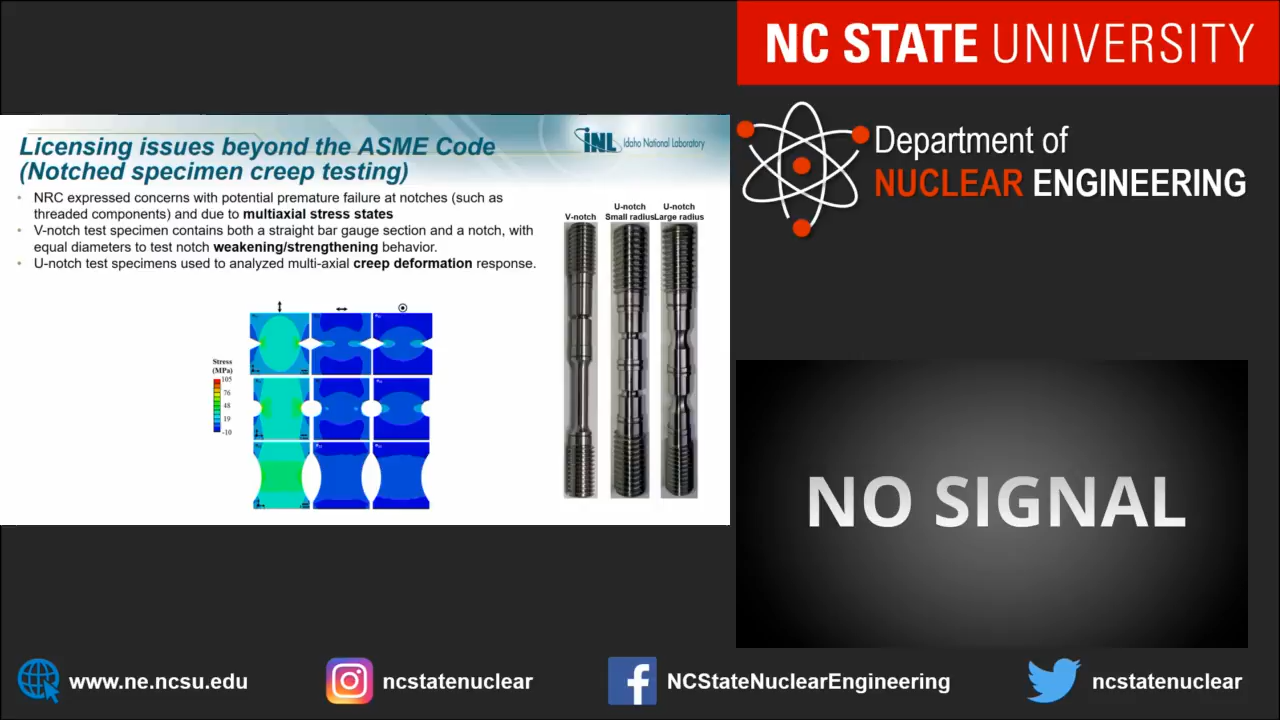 NC STATE UNIVERSITY
Department of
NUCLEAR ENGINEERING
Licensing issues beyond the ASME Code
(Notched specimen creep testing)
INL Idaho National Laboratory
• NRC expressed concerns with potential premature failure at notches (such as
threaded components) and due to multiaxial stress states
• V-notch test specimen contains both a straight bar gauge section and a notch, with
equal diameters to test notch weakening/strengthening behavior.
• U-notch test specimens used to analyzed multi-axial creep deformation response.
V-notch
U-notch
Small radius
U-notch
Large radius
Stress
(MPa)
105
76
48
19
-10
NO SIGNAL
www.ne.ncsu.edu
ncstatenuclear
NCStateNuclearEngineering
ncstatenuclear